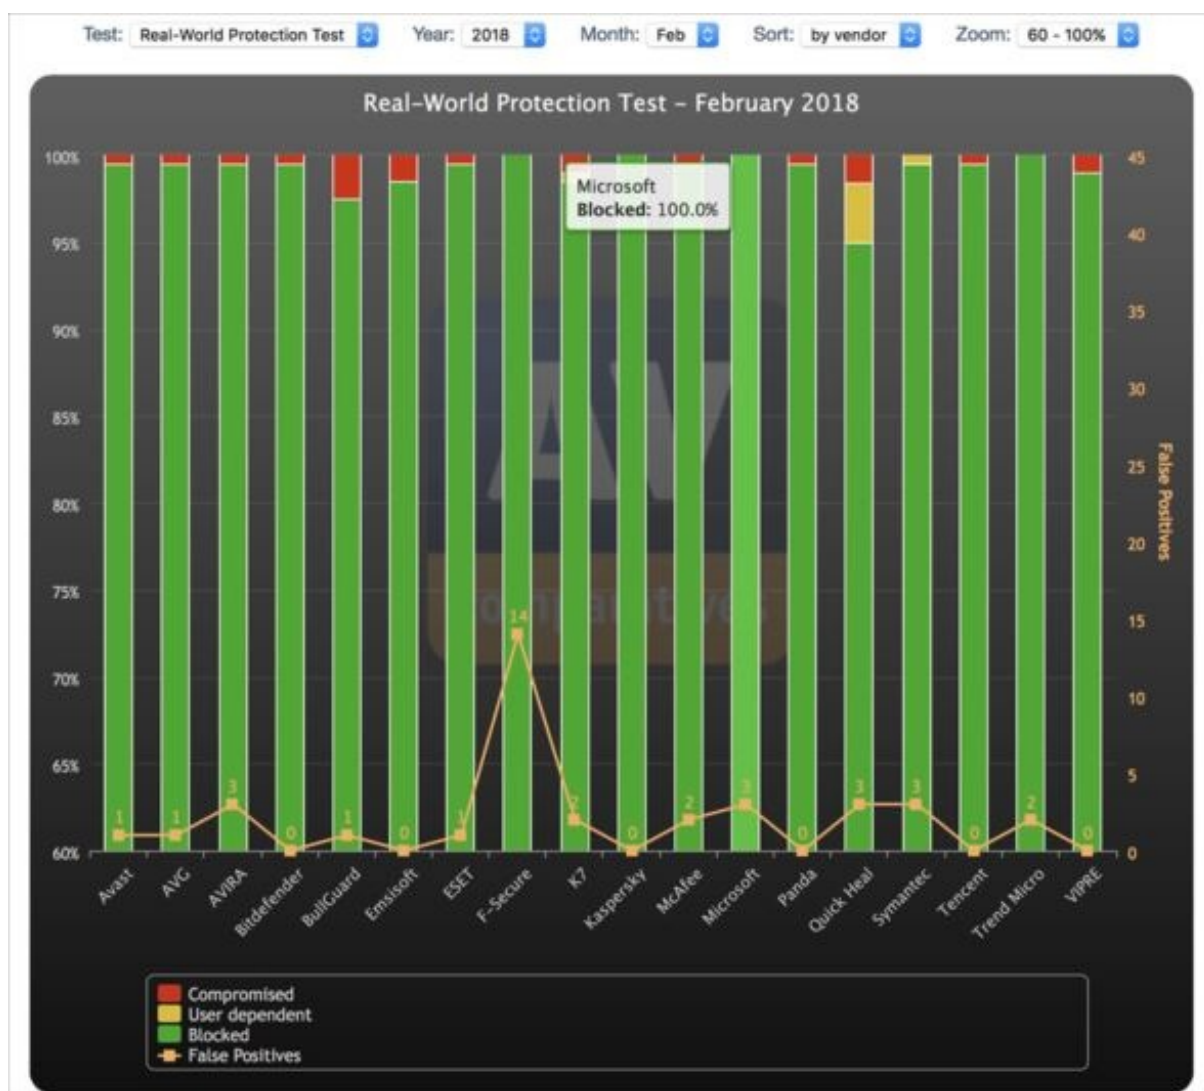 Test: Real-World Protection Test Year: 2018 Month: Feb Sort: by vendor Zoom: 60 - 100%
Real-World Protection Test - February 2018
100%
95%
90%
85%
80%
75%
70%
65%
60%
Microsoft
Blocked: 100.0%
AV
comparatives
1 1 3 0 1 0 1 14 2 0 2 3 0 3 3 0 2 0
45
40
35
30
25
20
15
10
5
0
False Positives
Avast AVG AVIRA Bitdefender BullGuard Emsisoft ESET F-Secure K7 Kaspersky McAfee Microsoft Panda Quick Heal Symantec Tencent Trend Micro VIPRE
Compromised
User dependent
Blocked
False Positives